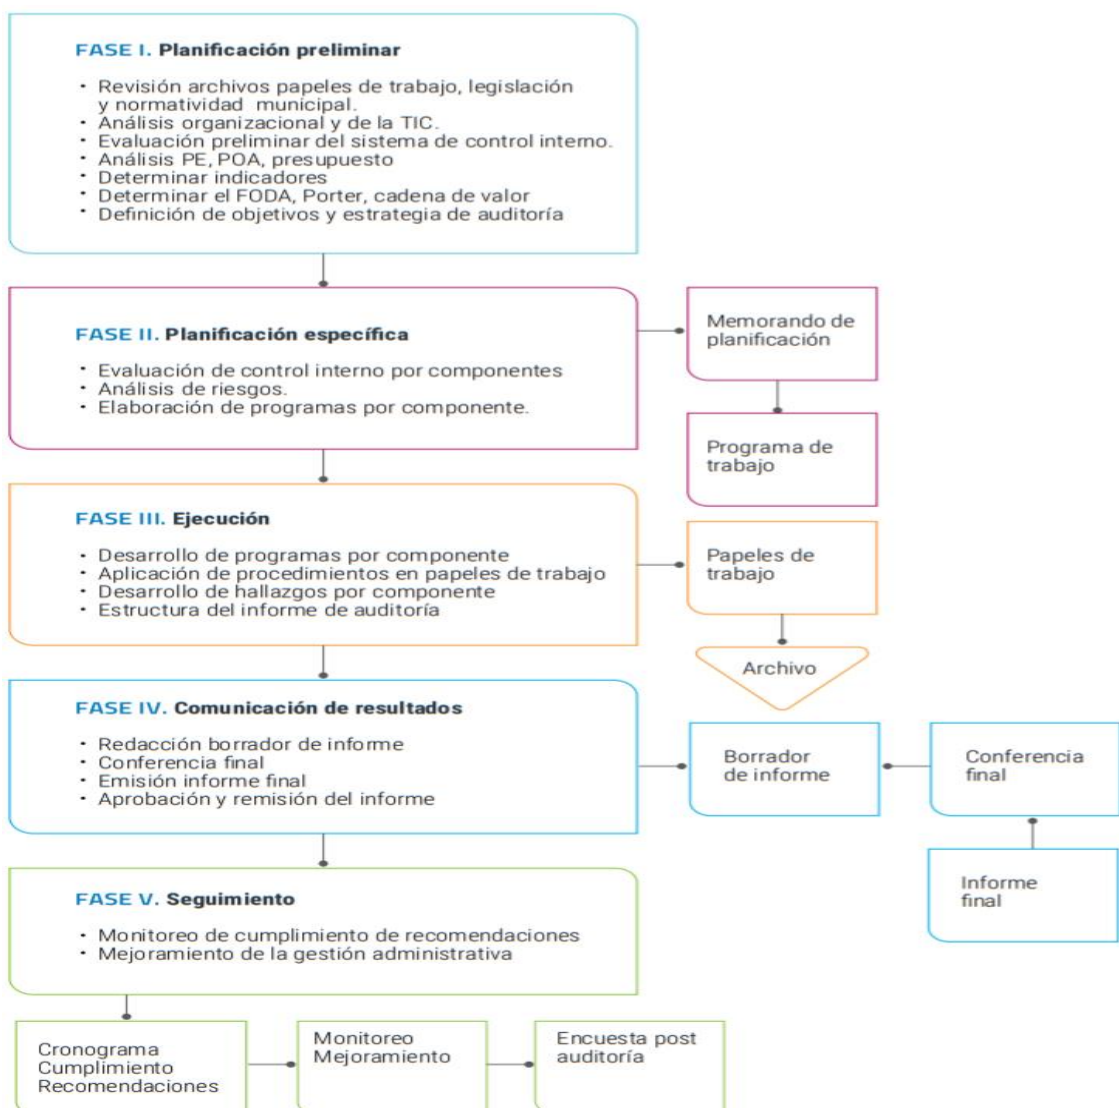 FASE I. Planificación preliminar
• Revisión archivos papeles de trabajo, legislación
y normatividad municipal.
• Análisis organizacional y de la TIC.
• Evaluación preliminar del sistema de control interno.
• Análisis PE, POA, presupuesto
• Determinar indicadores
• Determinar el FODA, Porter, cadena de valor
• Definición de objetivos y estrategia de auditoría
FASE II. Planificación específica
• Evaluación de control interno por componentes
• Análisis de riesgos.
• Elaboración de programas por componente.
Memorando de
planificación
Programa de
trabajo
FASE III. Ejecución
• Desarrollo de programas por componente
• Aplicación de procedimientos en papeles de trabajo
• Desarrollo de hallazgos por componente
• Estructura del informe de auditoría
Papeles de
trabajo
Archivo
FASE IV. Comunicación de resultados
• Redacción borrador de informe
• Conferencia final
• Emisión informe final
• Aprobación y remisión del informe
Borrador
de informe
Conferencia
final
Informe
final
FASE V. Seguimiento
• Monitoreo de cumplimiento de recomendaciones
• Mejoramiento de la gestión administrativa
Cronograma
Cumplimiento
Recomendaciones
Monitoreo
Mejoramiento
Encuesta post
auditoría